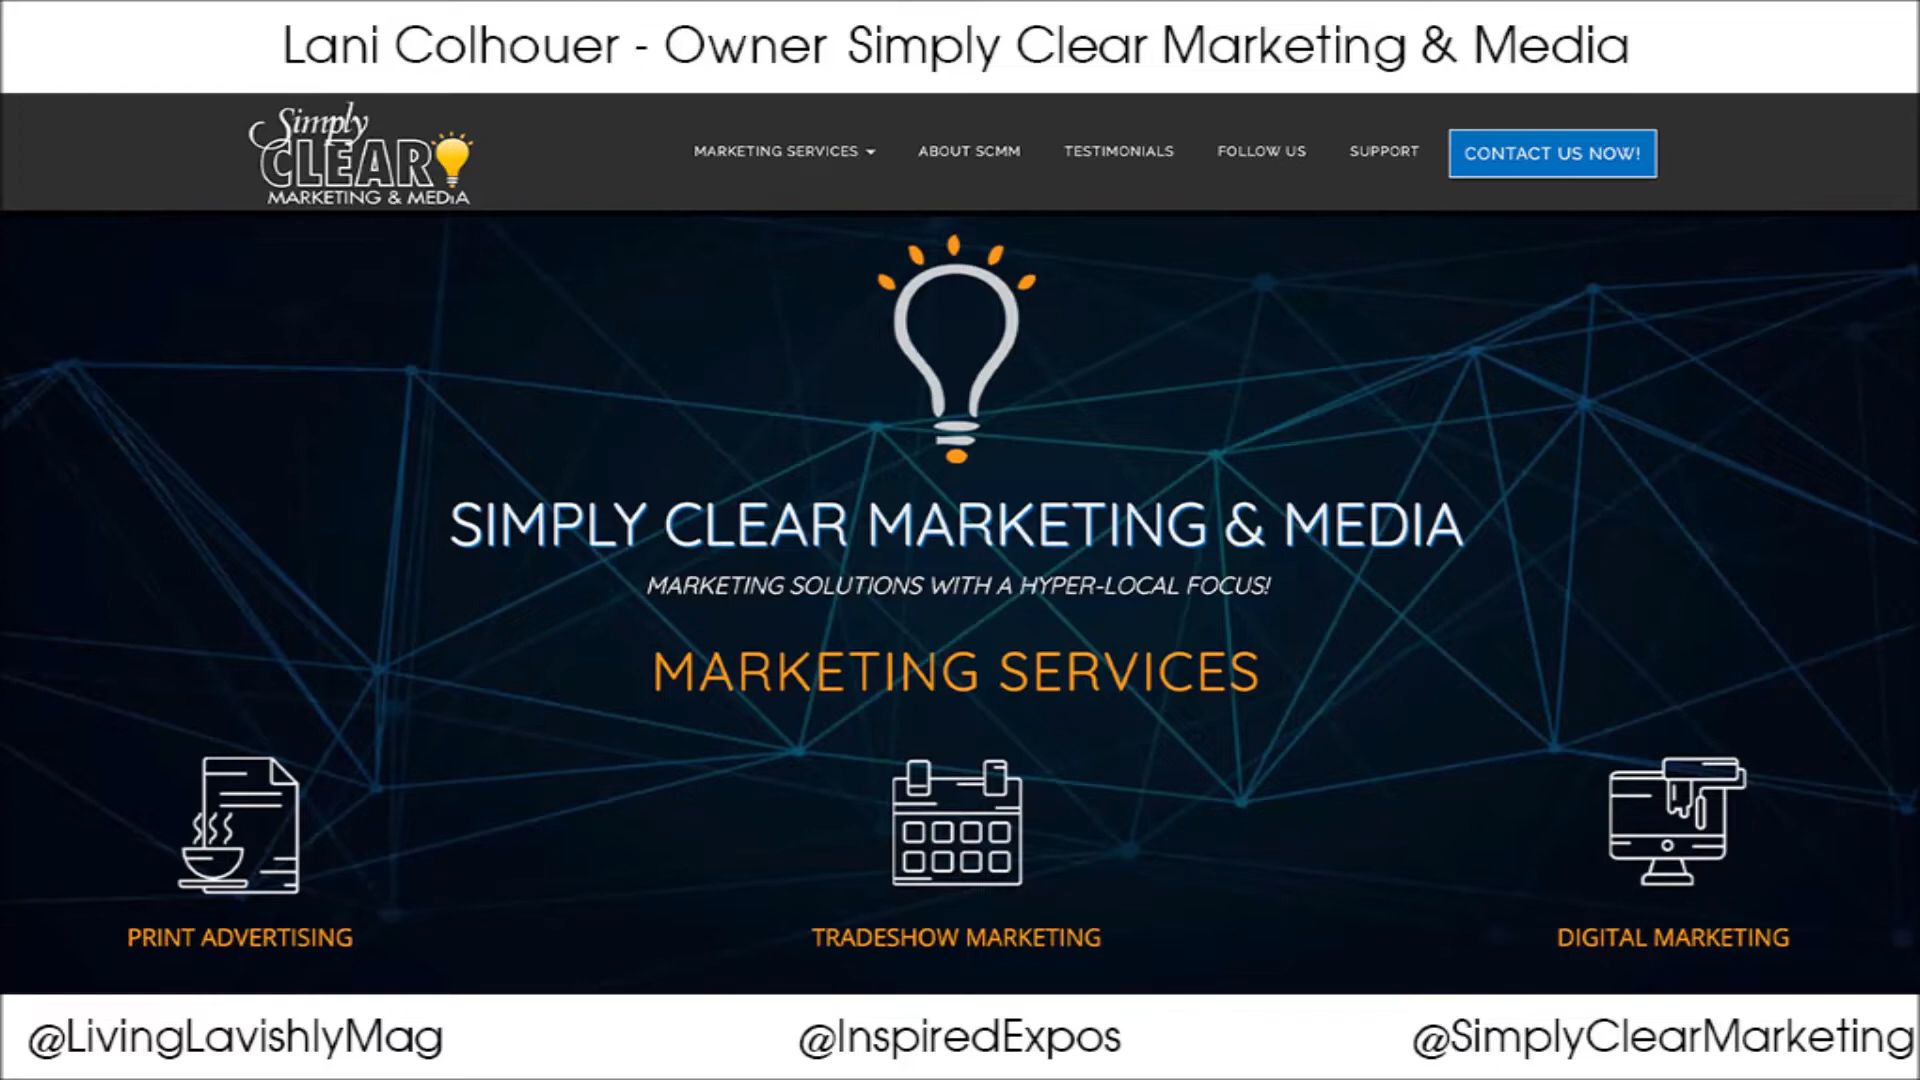 Lani Colhouer - Owner Simply Clear Marketing & Media
Simply
CLEAR
MARKETING & MEDiA
MARKETING SERVICES
ABOUT SCMM
TESTIMONIALS
FOLLOW US
SUPPORT
CONTACT US NOW!
SIMPLY CLEAR MARKETING & MEDIA
MARKETING SOLUTIONS WITH A HYPER-LOCAL FOCUS!
MARKETING SERVICES
PRINT ADVERTISING
TRADESHOW MARKETING
DIGITAL MARKETING
@LivingLavishlyMag
@InspiredExpos
@SimplyClearMarketing